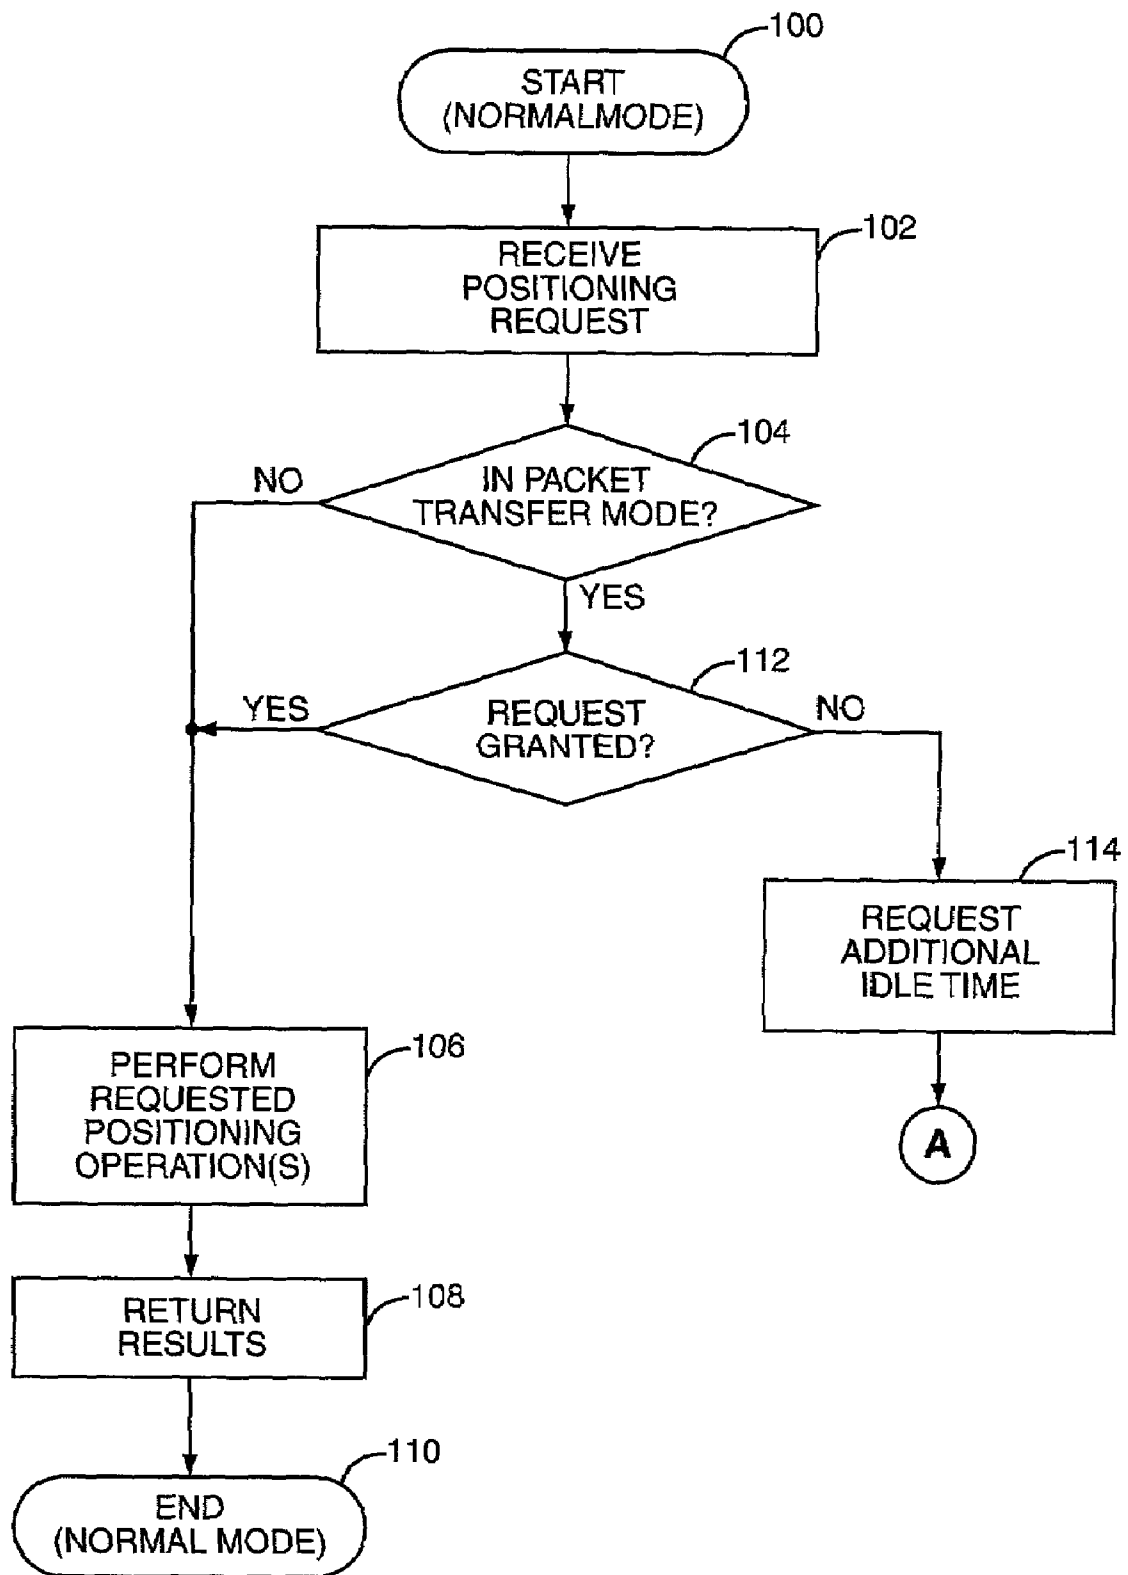 100
START
(NORMALMODE)
102
RECEIVE
POSITIONING
REQUEST
104
NO
IN PACKET
TRANSFER MODE?
YES
112
YES
REQUEST
GRANTED?
NO
114
REQUEST
ADDITIONAL
IDLE TIME
106
PERFORM
REQUESTED
POSITIONING
OPERATION(S)
A
108
RETURN
RESULTS
110
END
(NORMAL MODE)